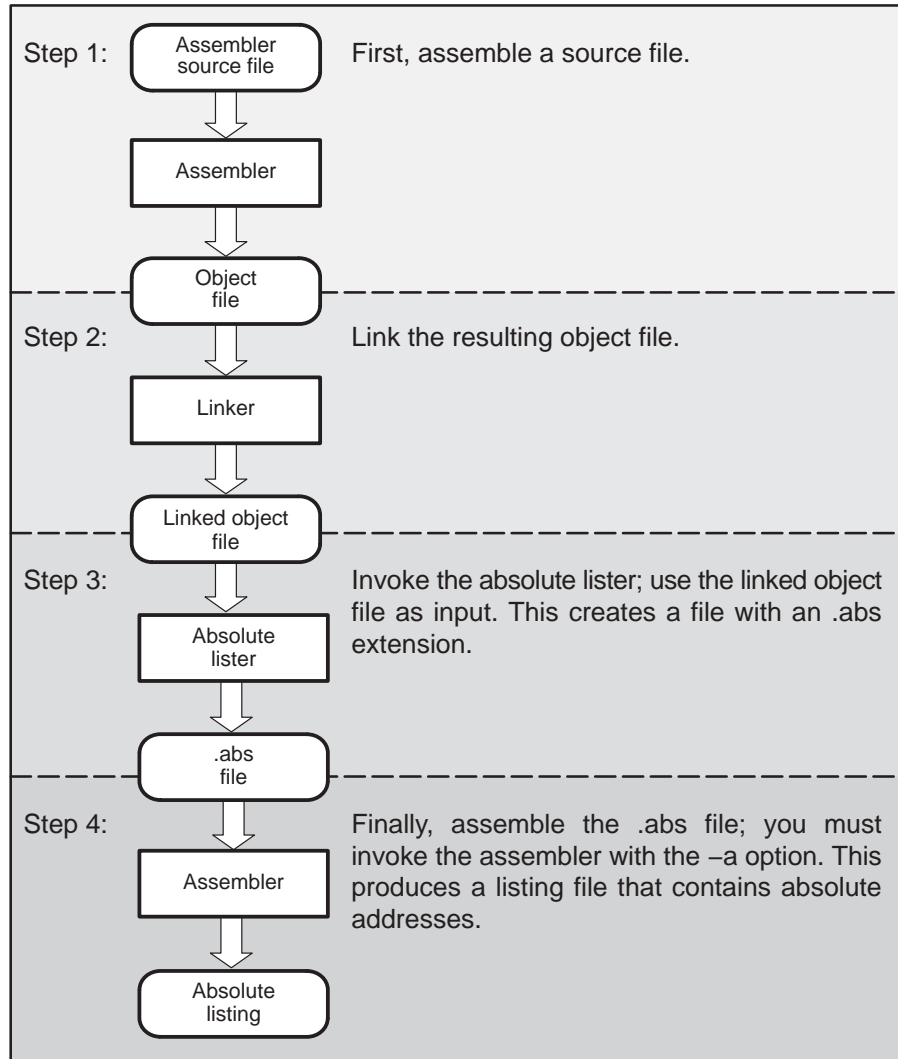 Step 1:
Assembler
source file
First, assemble a source file.
Assembler
Object
file
Step 2:
Link the resulting object file.
Linker
Linked object
file
Step 3:
Invoke the absolute lister; use the linked object
file as input. This creates a file with an .abs
extension.
Absolute
lister
.abs
file
Step 4:
Finally, assemble the .abs file; you must
invoke the assembler with the –a option. This
produces a listing file that contains absolute
addresses.
Assembler
Absolute
listing